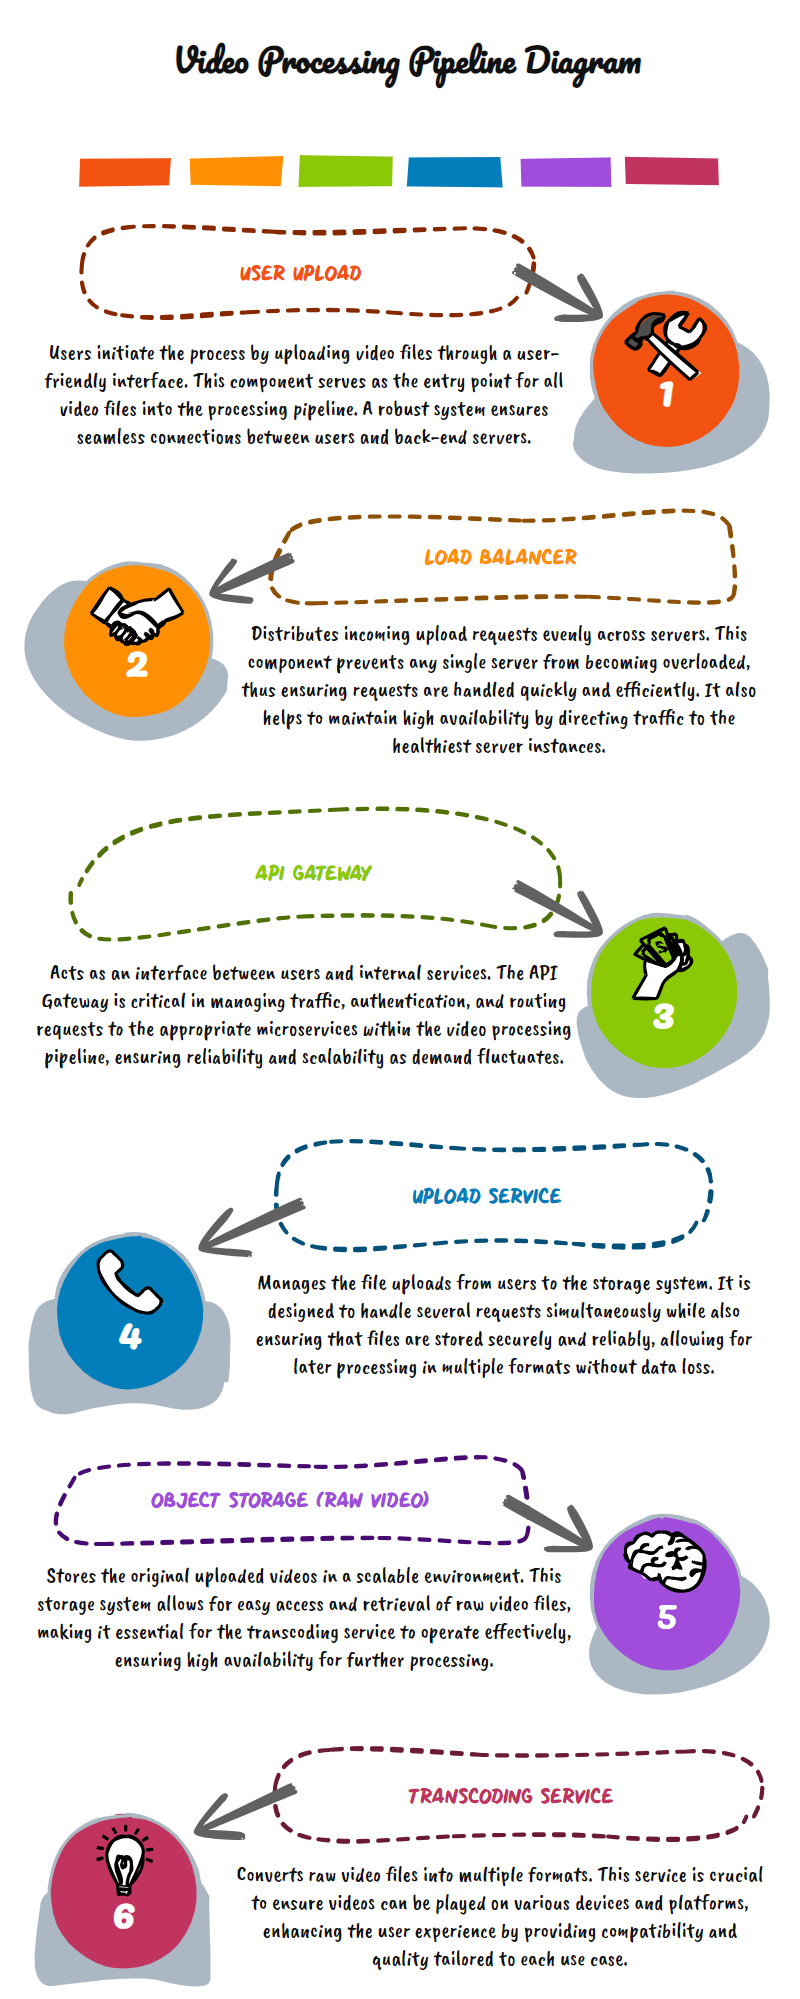 Video Processing Pipeline Diagram
USER UPLOAD
Users initiate the process by uploading video files through a user-
friendly interface. This component serves as the entry point for all
video files into the processing pipeline. A robust system ensures
seamless connections between users and back-end servers.
1
LOAD BALANCER
2
Distributes incoming upload requests evenly across servers. This
component prevents any single server from becoming overloaded,
thus ensuring requests are handled quickly and efficiently. It also
helps to maintain high availability by directing traffic to the
healthiest server instances.
API GATEWAY
Acts as an interface between users and internal services. The API
Gateway is critical in managing traffic, authentication, and routing
requests to the appropriate microservices within the video processing
pipeline, ensuring reliability and scalability as demand fluctuates.
$
3
UPLOAD SERVICE
4
Manages the file uploads from users to the storage system. It is
designed to handle several requests simultaneously while also
ensuring that files are stored securely and reliably, allowing for
later processing in multiple formats without data loss.
OBJECT STORAGE (RAW VIDEO)
Stores the original uploaded videos in a scalable environment. This
storage system allows for easy access and retrieval of raw video files,
making it essential for the transcoding service to operate effectively,
ensuring high availability for further processing.
5
TRANSCODING SERVICE
6
Converts raw video files into multiple formats. This service is crucial
to ensure videos can be played on various devices and platforms,
enhancing the user experience by providing compatibility and
quality tailored to each use case.